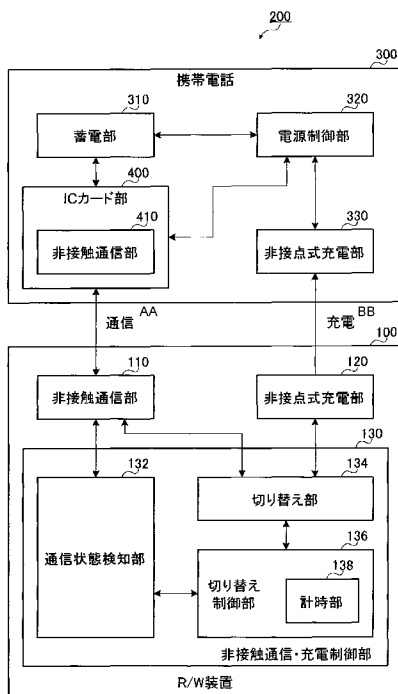 200
300
携帯電話
310
320
蓄電部
電源制御部
400
ICカード部
410
330
非接触通信部
非接点式充電部
通信 AA
充電 BB
100
110
120
非接触通信部
非接点式充電部
130
132
134
切り替え部
136
通信状態検知部
切り替え
制御部
138
計時部
非接触通信・充電制御部
R/W装置